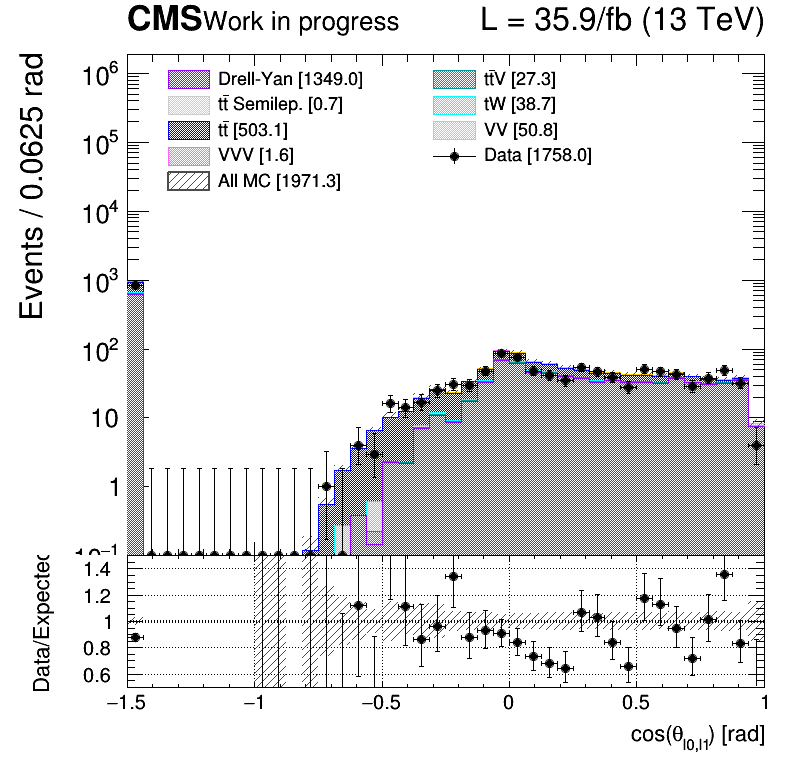 CMS Work in progress L = 35.9/fb (13 TeV)
Events / 0.0625 rad
10⁶
10⁵
10⁴
10³
10²
10
1
10⁻¹
Drell-Yan [1349.0]
tt̄ Semilep. [0.7]
tt̄ [503.1]
VVV [1.6]
All MC [1971.3]
tt̄V [27.3]
tW [38.7]
VV [50.8]
Data [1758.0]
Data/Expected
1.4
1.2
1
0.8
0.6
−1.5 −1 −0.5 0 0.5 1
cos(θl0,l1) [rad]